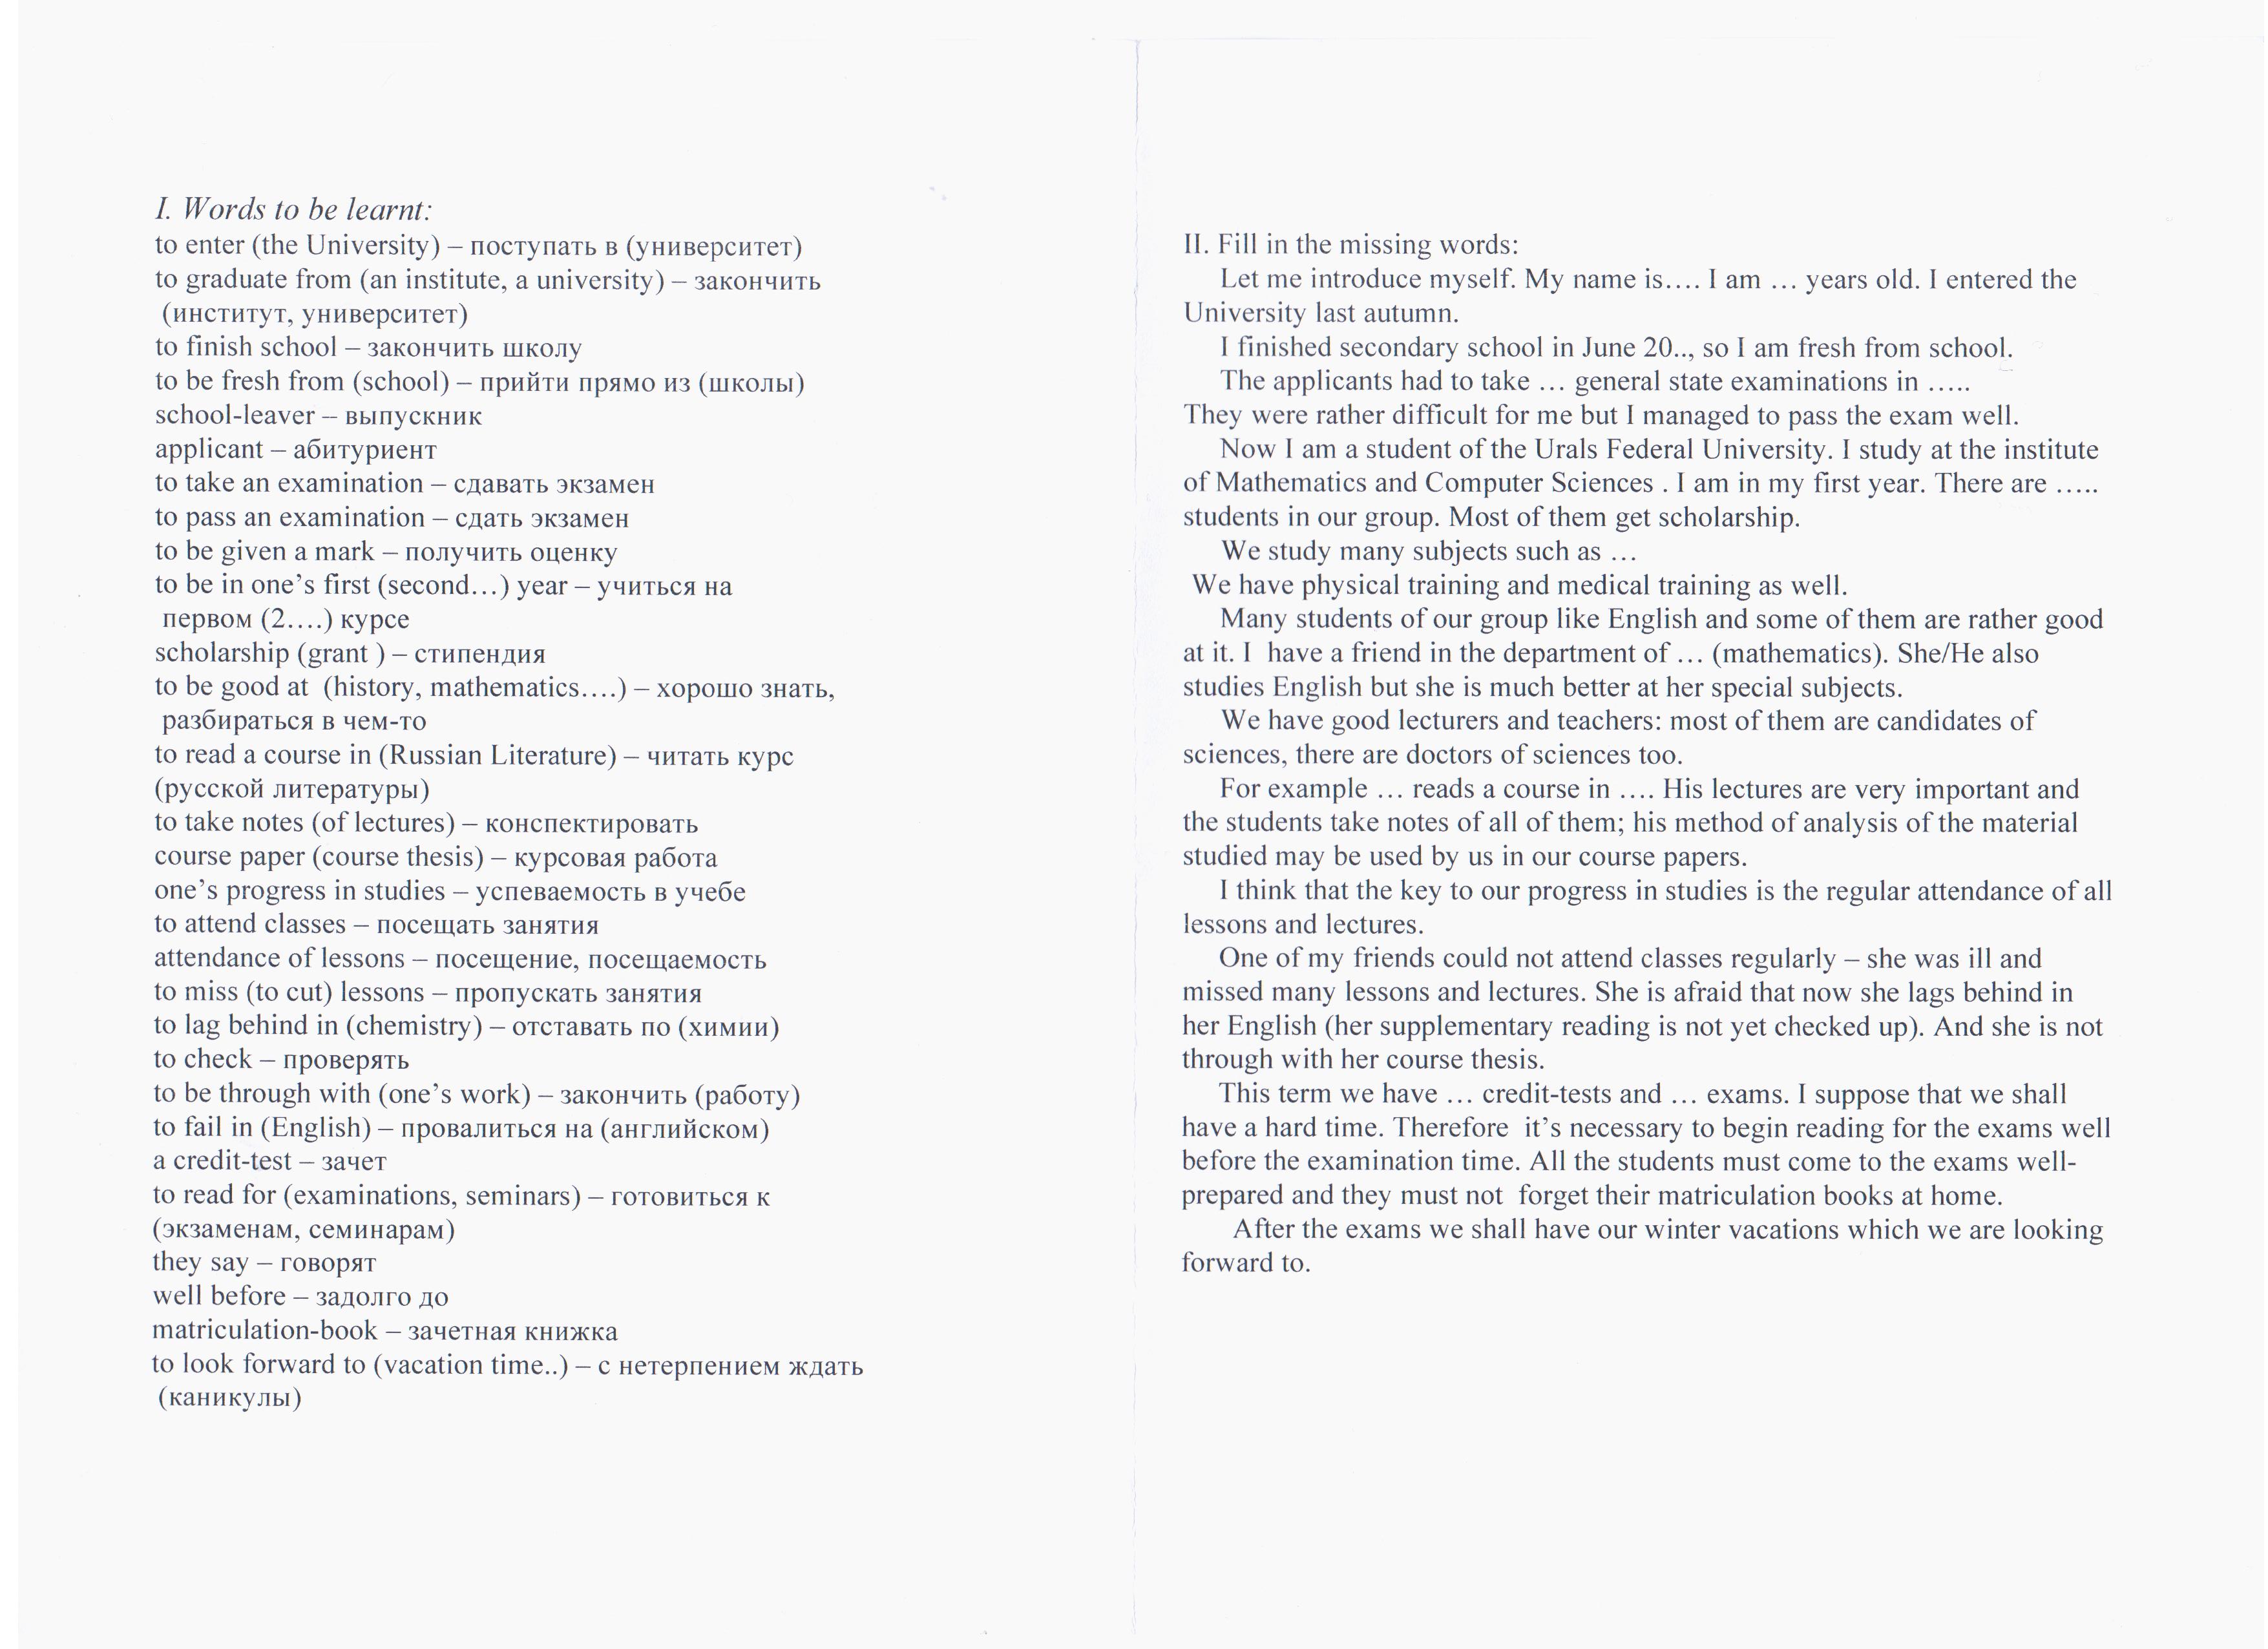 I. Words to be learnt:
to enter (the University) – поступать в (университет)
to graduate from (an institute, a university) – закончить
(институт, университет)
to finish school – закончить школу
to be fresh from (school) – прийти прямо из (школы)
school-leaver – выпускник
applicant – абитуриент
to take an examination – сдавать экзамен
to pass an examination – сдать экзамен
to be given a mark – получить оценку
to be in one’s first (second…) year – учиться на
первом (2….) курсе
scholarship (grant ) – стипендия
to be good at (history, mathematics….) – хорошо знать,
разбираться в чем-то
to read a course in (Russian Literature) – читать курс
(русской литературы)
to take notes (of lectures) – конспектировать
course paper (course thesis) – курсовая работа
one’s progress in studies – успеваемость в учебе
to attend classes – посещать занятия
attendance of lessons – посещение, посещаемость
to miss (to cut) lessons – пропускать занятия
to lag behind in (chemistry) – отставать по (химии)
to check – проверять
to be through with (one’s work) – закончить (работу)
to fail in (English) – провалиться на (английском)
a credit-test – зачет
to read for (examinations, seminars) – готовиться к
(экзаменам, семинарам)
they say – говорят
well before – задолго до
matriculation-book – зачетная книжка
to look forward to (vacation time..) – с нетерпением ждать
(каникулы)
II. Fill in the missing words:
Let me introduce myself. My name is…. I am … years old. I entered the
University last autumn.
I finished secondary school in June 20.., so I am fresh from school.
The applicants had to take … general state examinations in …..
They were rather difficult for me but I managed to pass the exam well.
Now I am a student of the Urals Federal University. I study at the institute
of Mathematics and Computer Sciences . I am in my first year. There are …..
students in our group. Most of them get scholarship.
We study many subjects such as …
We have physical training and medical training as well.
Many students of our group like English and some of them are rather good
at it. I have a friend in the department of … (mathematics). She/He also
studies English but she is much better at her special subjects.
We have good lecturers and teachers: most of them are candidates of
sciences, there are doctors of sciences too.
For example … reads a course in …. His lectures are very important and
the students take notes of all of them; his method of analysis of the material
studied may be used by us in our course papers.
I think that the key to our progress in studies is the regular attendance of all
lessons and lectures.
One of my friends could not attend classes regularly – she was ill and
missed many lessons and lectures. She is afraid that now she lags behind in
her English (her supplementary reading is not yet checked up). And she is not
through with her course thesis.
This term we have … credit-tests and … exams. I suppose that we shall
have a hard time. Therefore it’s necessary to begin reading for the exams well
before the examination time. All the students must come to the exams well-
prepared and they must not forget their matriculation books at home.
After the exams we shall have our winter vacations which we are looking
forward to.